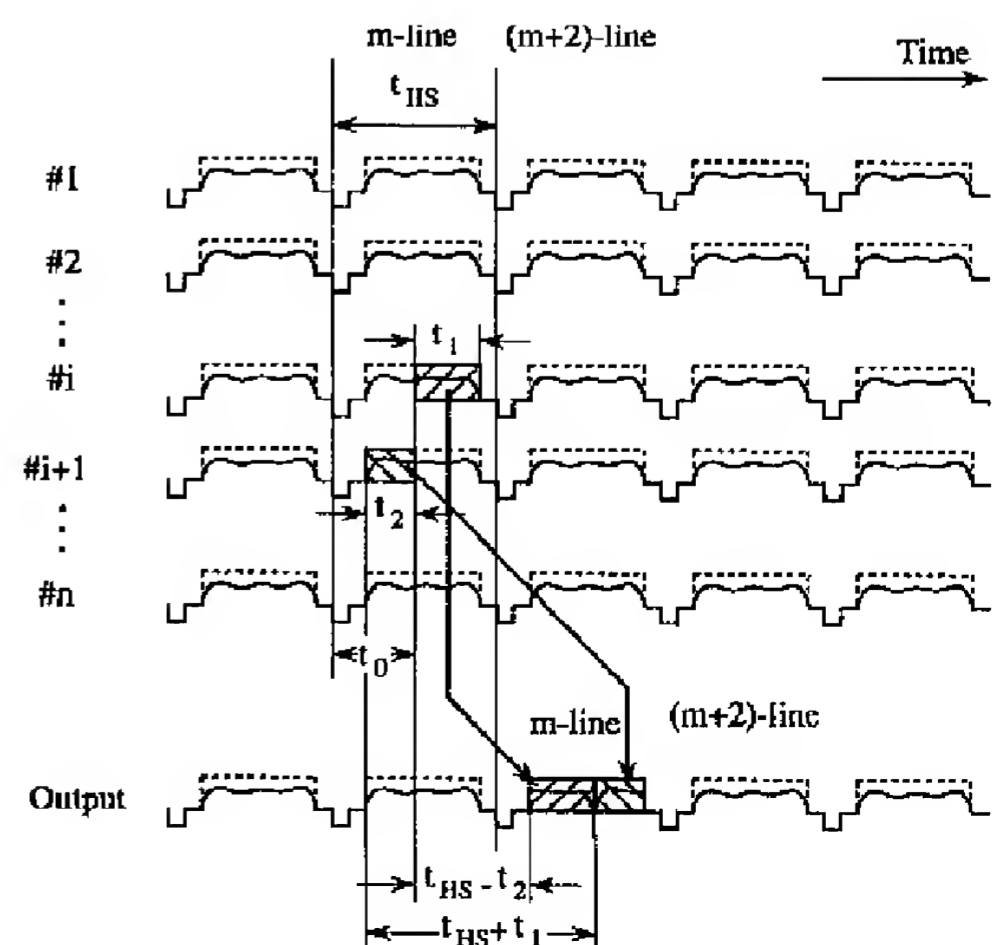 m-line (m+2)-line Time
t_HS
#1
#2
t_1
#i
#i+1
t_2
#n
t_0
m-line (m+2)-line
Output
t_HS - t_2
t_HS + t_1